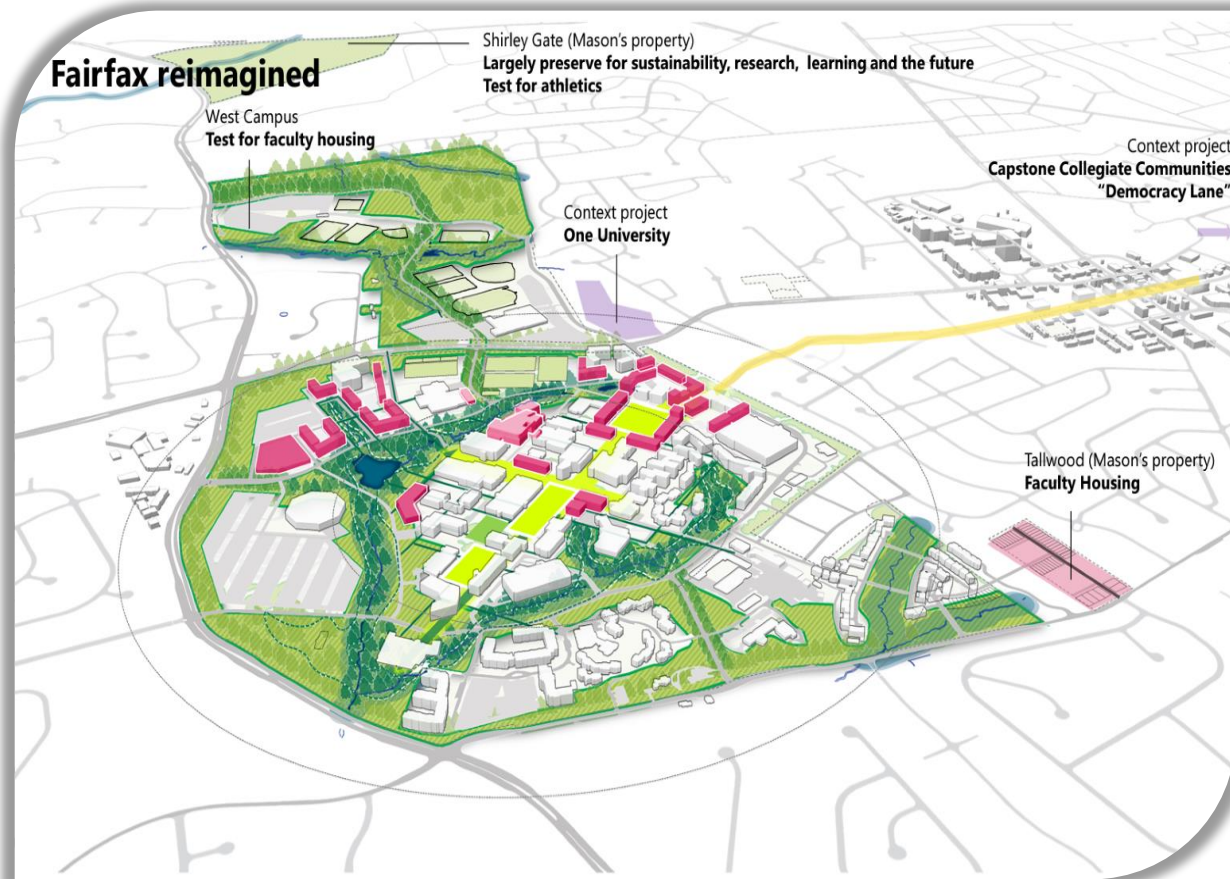 Fairfax reimagined
Shirley Gate (Mason's property)
Largely preserve for sustainability, research, learning and the future
Test for athletics
West Campus
Test for faculty housing
Context project
One University
Context project
Capstone Collegiate Communities
“Democracy Lane”
Tallwood (Mason's property)
Faculty Housing